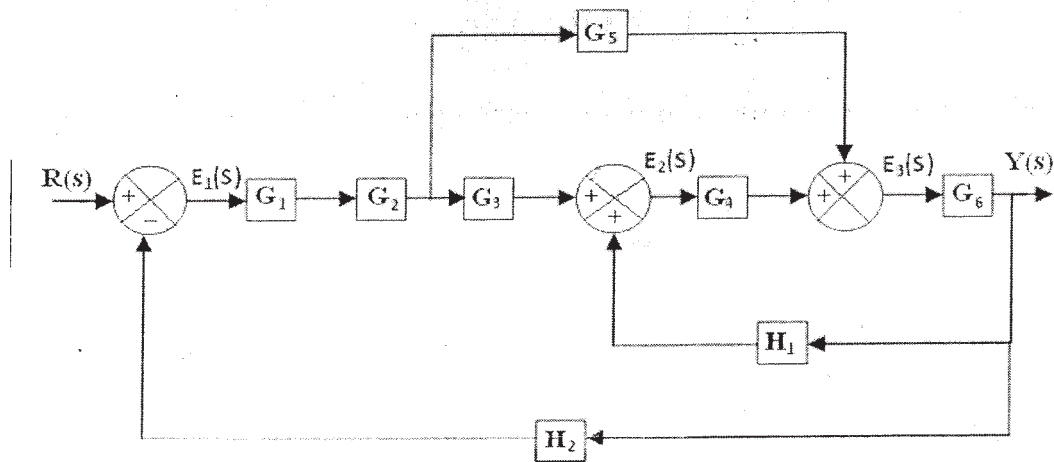 G₅
R(s)
+
−
E₁(S)
G₁
G₂
G₃
+
+
E₂(S)
G₄
+
+
E₃(S)
G₆
Y(s)
H₁
H₂